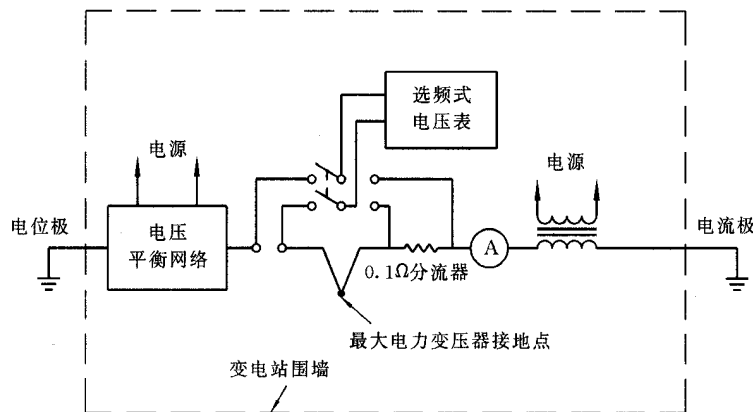 选频式
电压表
电源
电源
电位极
电压
平衡网络
A
电流极
0.1Ω分流器
最大电力变压器接地点
变电站围墙